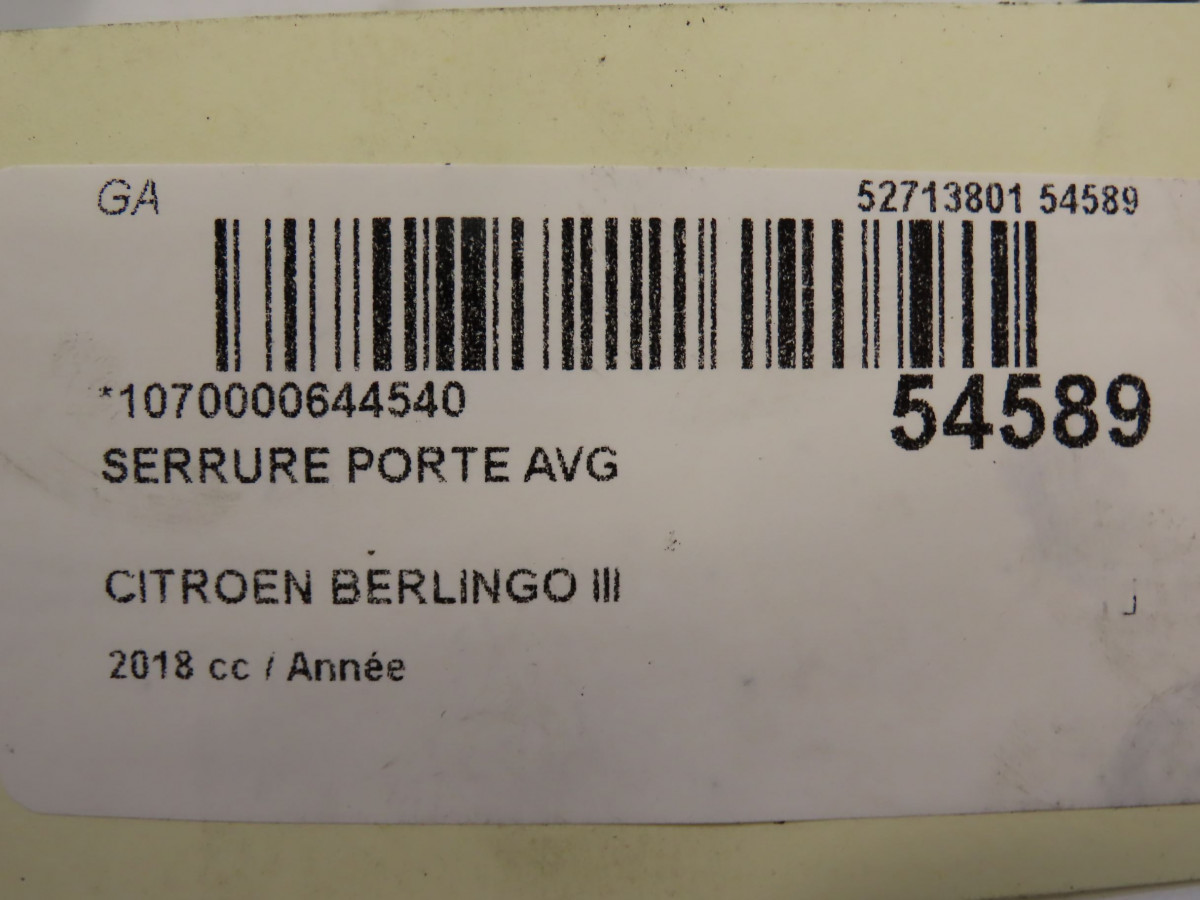 GA
52713801 54589
*1070000644540
54589
SERRURE PORTE AVG
CITROEN BERLINGO III
2018 cc / Année